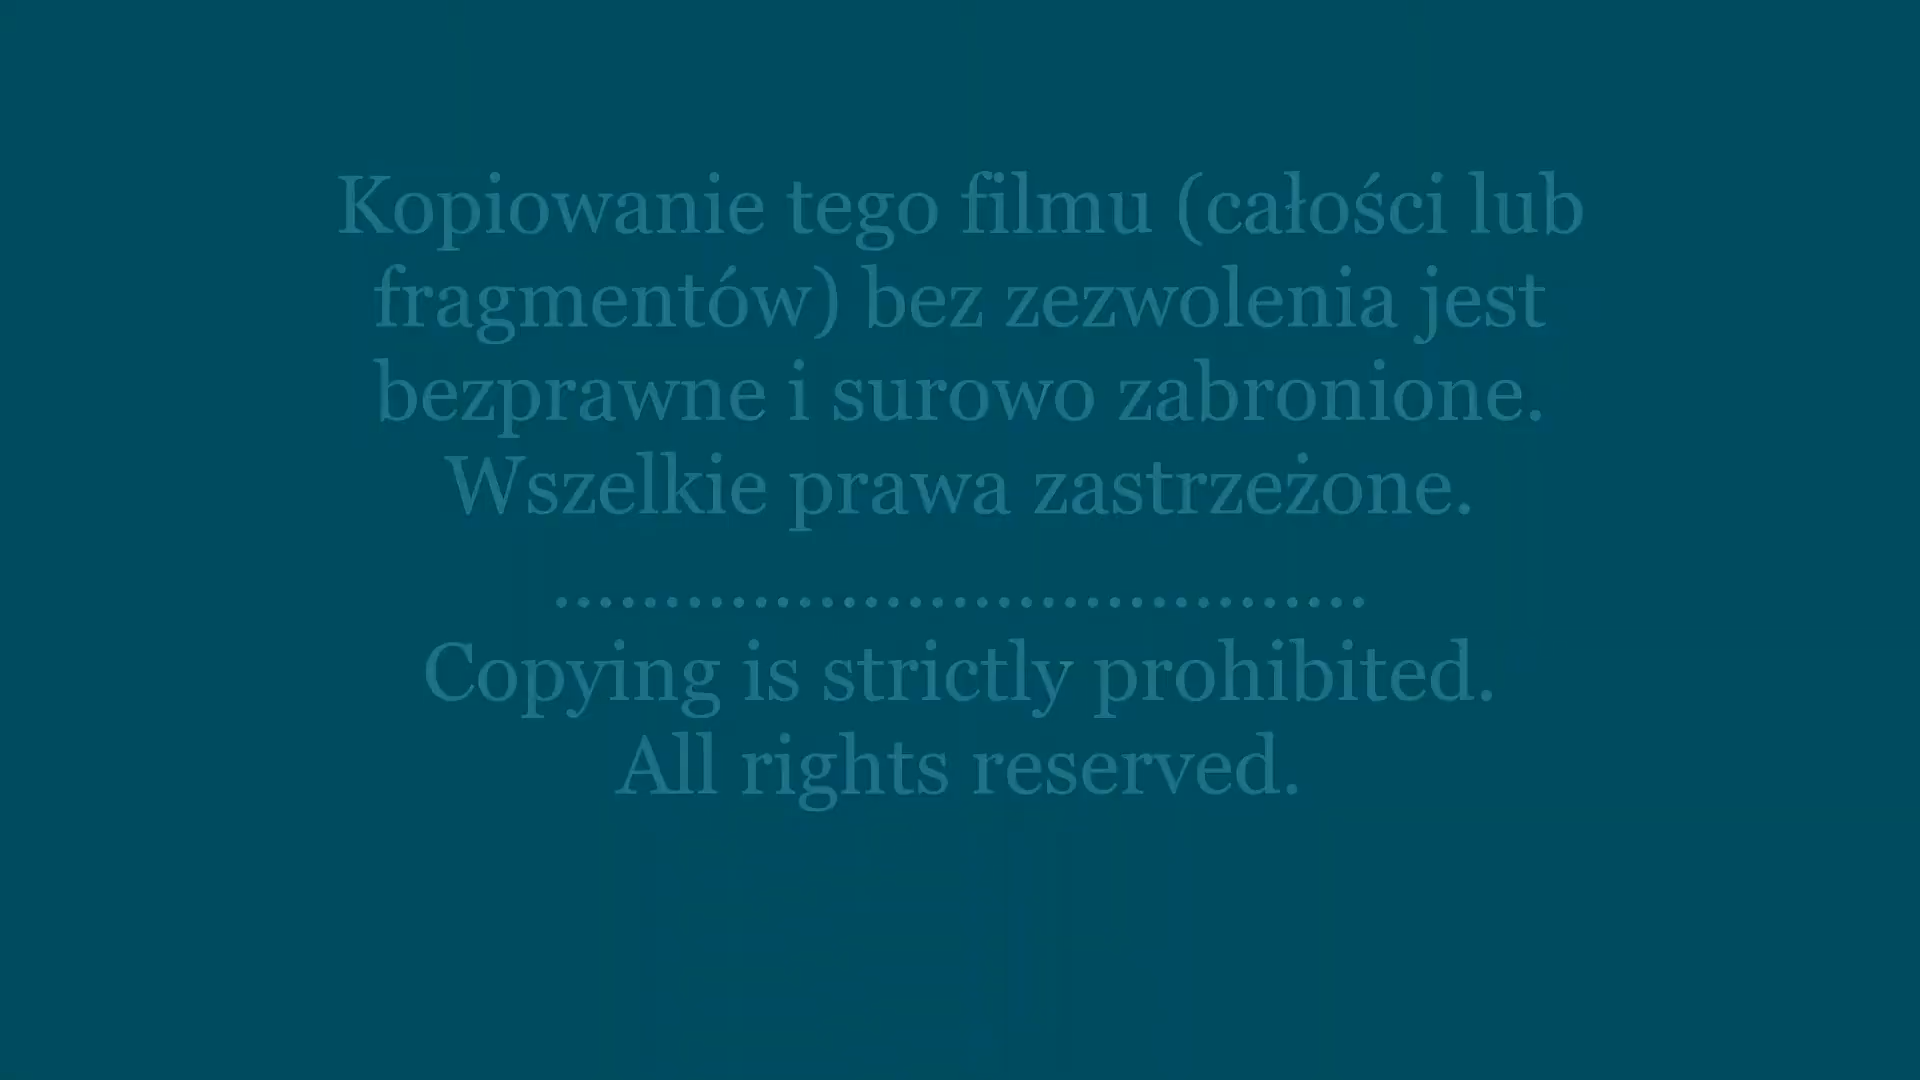 Kopiowanie tego filmu (całości lub
fragmentów) bez zezwolenia jest
bezprawne i surowo zabronione.
Wszelkie prawa zastrzeżone.
.....................................
Copying is strictly prohibited.
All rights reserved.